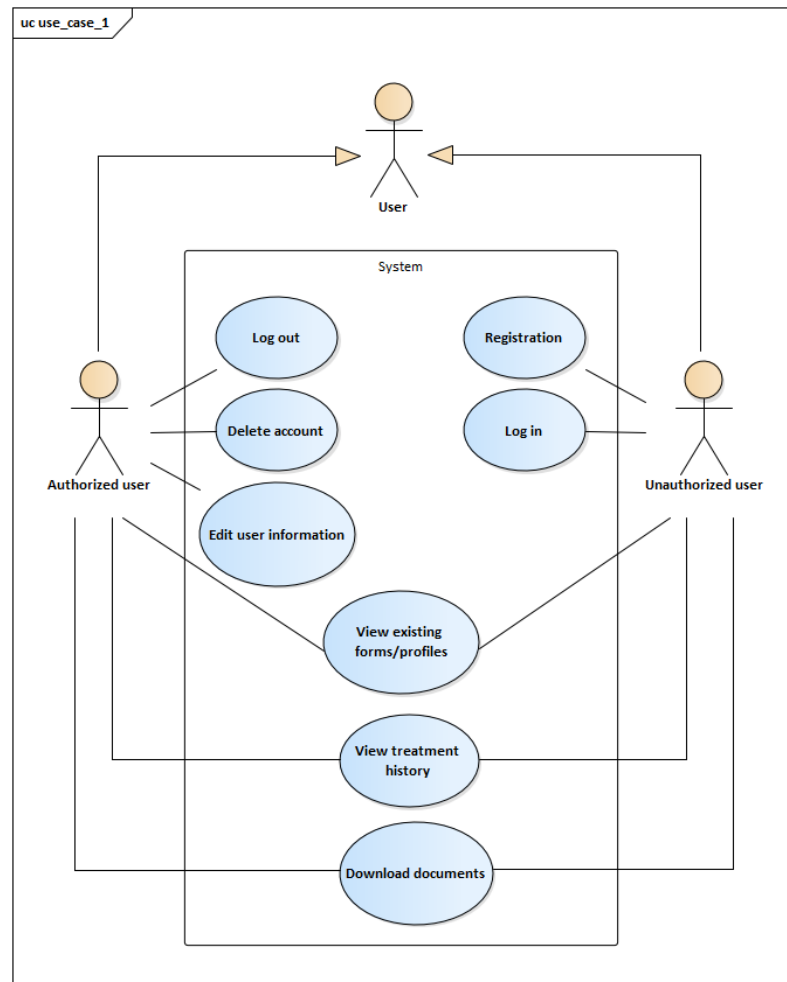 uc use_case_1
User
System
Log out
Registration
Delete account
Log in
Authorized user
Unauthorized user
Edit user information
View existing
forms/profiles
View treatment
history
Download documents